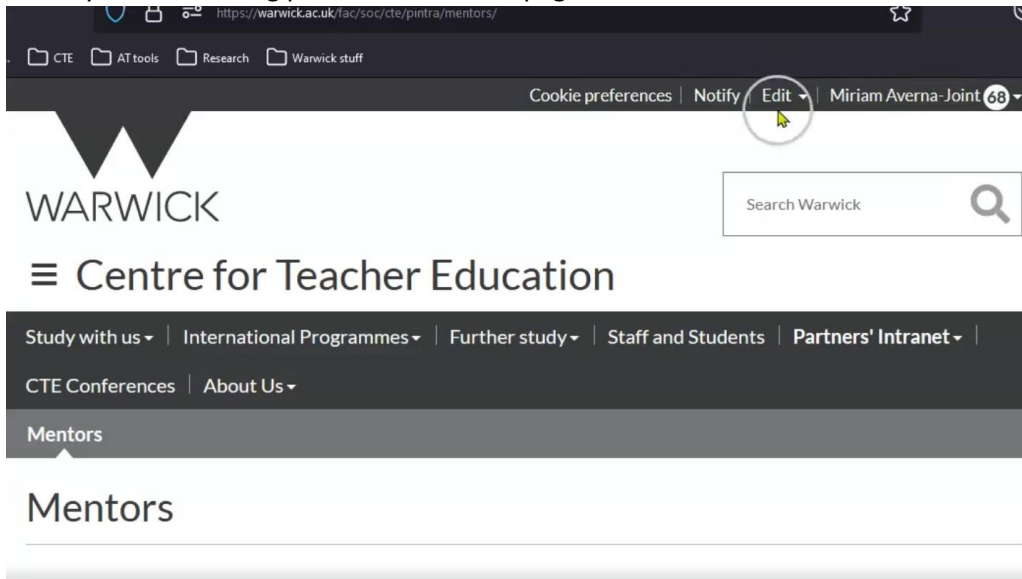 https://warwick.ac.uk/fac/soc/cte/pintra/mentors/
CTE AT tools Research Warwick stuff
Cookie preferences | Notify | Edit | Miriam Averna-Joint 68
WARWICK
Search Warwick
Centre for Teacher Education
Study with us | International Programmes | Further study | Staff and Students | Partners' Intranet |
CTE Conferences | About Us
Mentors
Mentors